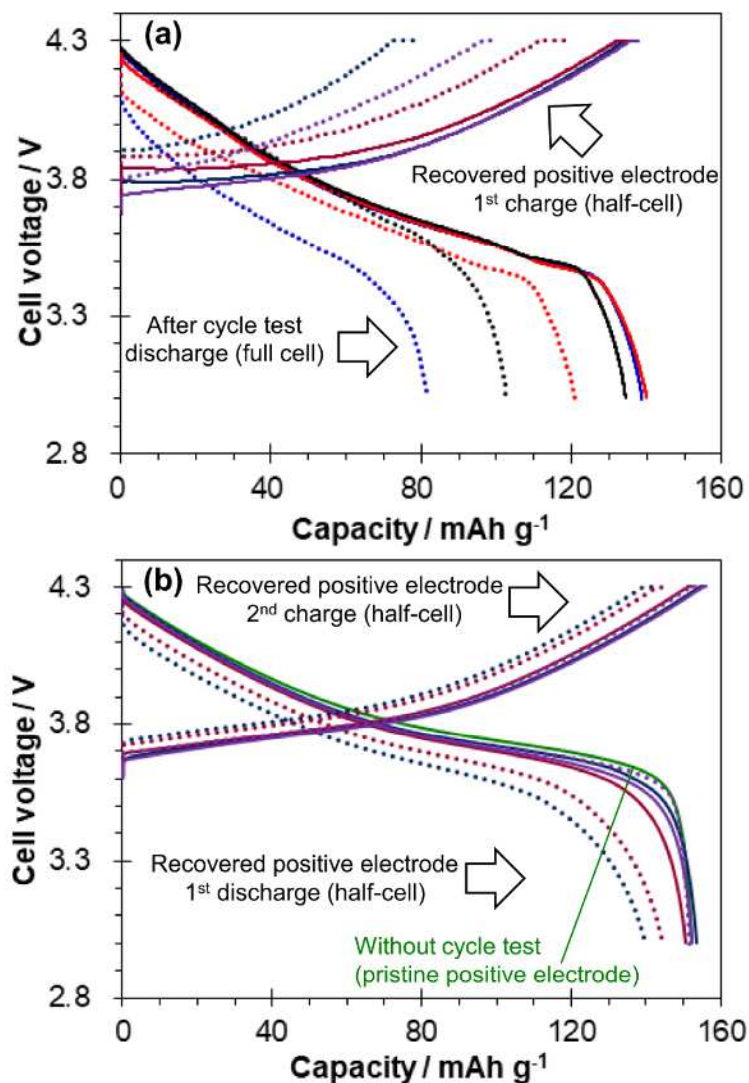 (a)
4.3
3.8
3.3
2.8
Cell voltage / V
Recovered positive electrode
1st charge (half-cell)
After cycle test
discharge (full cell)
0
40
80
120
160
Capacity / mAh g-1
(b)
4.3
3.8
3.3
2.8
Cell voltage / V
Recovered positive electrode
2nd charge (half-cell)
Recovered positive electrode
1st discharge (half-cell)
Without cycle test
(pristine positive electrode)
0
40
80
120
160
Capacity / mAh g-1